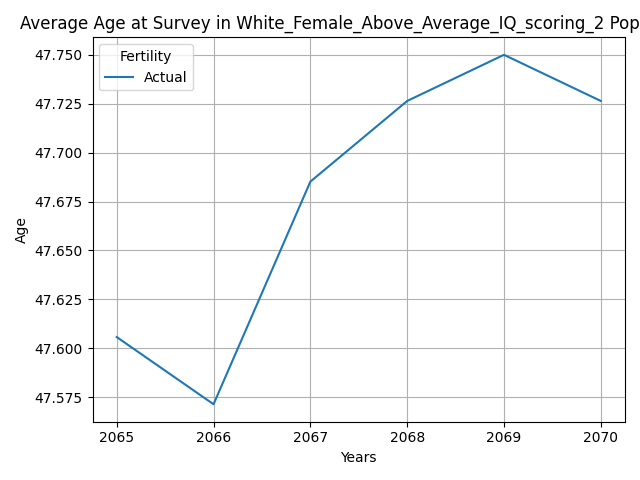 Average Age at Survey in White_Female_Above_Average_IQ_scoring_2 Pop
Fertility
Actual
47.750
47.725
47.700
47.675
47.650
47.625
47.600
47.575
Age
2065 2066 2067 2068 2069 2070
Years